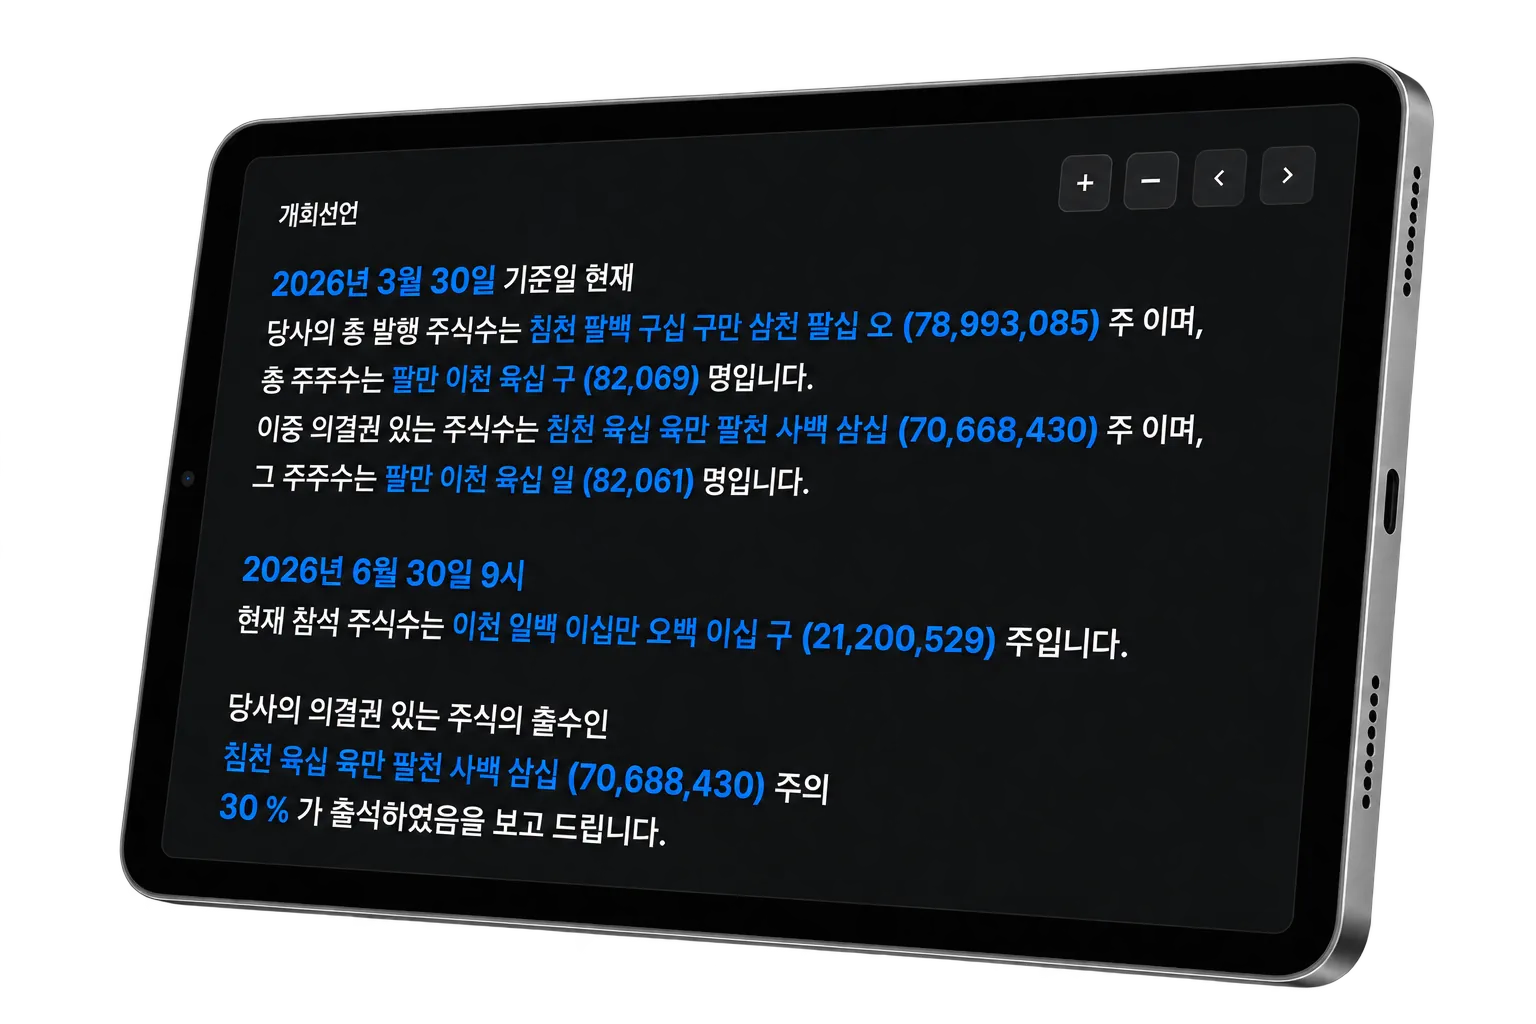 개회선언
+ − < >
2026년 3월 30일 기준일 현재
당사의 총 발행 주식수는 침천 팔백 구십 구만 삼천 팔십 오 (78,993,085) 주 이며,
총 주주수는 팔만 이천 육십 구 (82,069) 명입니다.
이중 의결권 있는 주식수는 침천 육십 육만 팔천 사백 삼십 (70,668,430) 주 이며,
그 주주수는 팔만 이천 육십 일 (82,061) 명입니다.
2026년 6월 30일 9시
현재 참석 주식수는 이천 일백 이십만 오백 이십 구 (21,200,529) 주입니다.
당사의 의결권 있는 주식의 출수인
침천 육십 육만 팔천 사백 삼십 (70,688,430) 주의
30 % 가 출석하였음을 보고 드립니다.